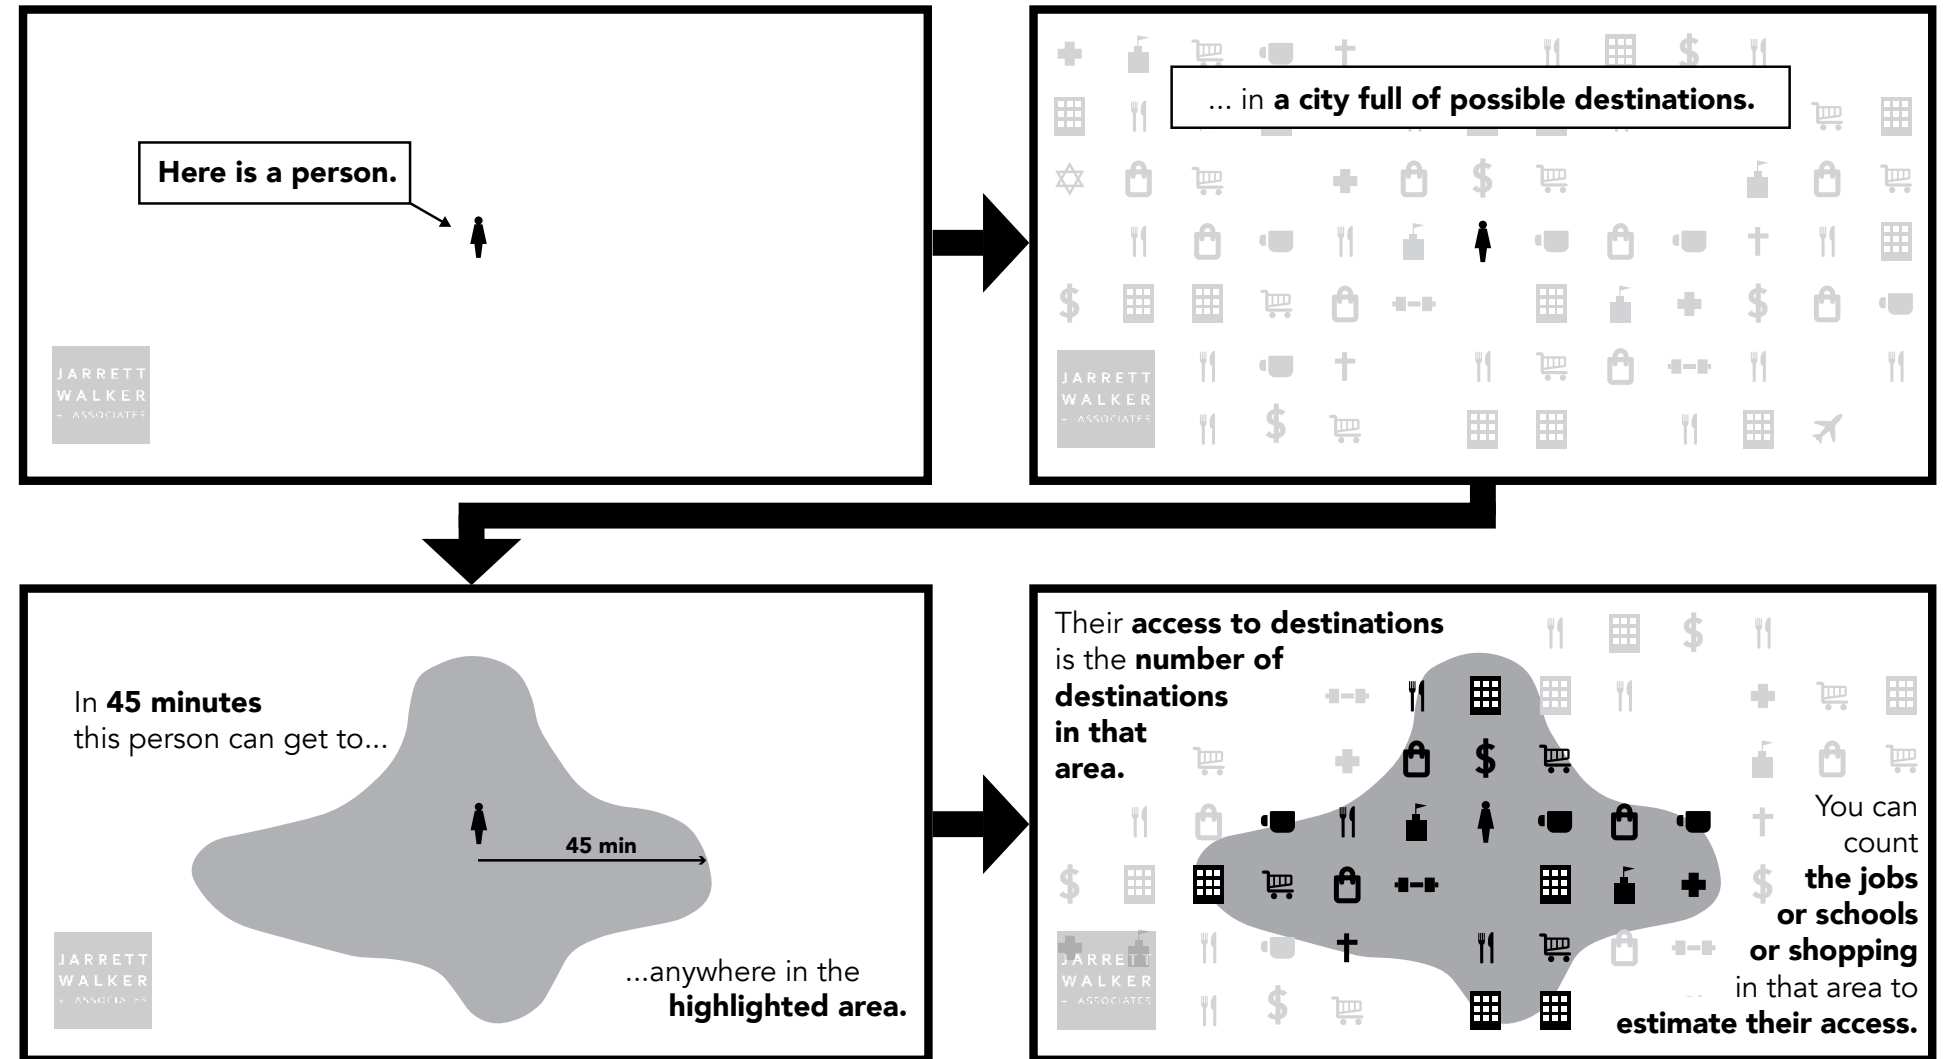 Here is a person.
JARRETT
WALKER
+ ASSOCIATES
... in a city full of possible destinations.
JARRETT
WALKER
+ ASSOCIATES
In 45 minutes
this person can get to...
45 min
...anywhere in the
highlighted area.
JARRETT
WALKER
+ ASSOCIATES
Their access to destinations
is the number of
destinations
in that
area.
You can
count
the jobs
or schools
or shopping
in that area to
estimate their access.
JARRETT
WALKER
+ ASSOCIATES